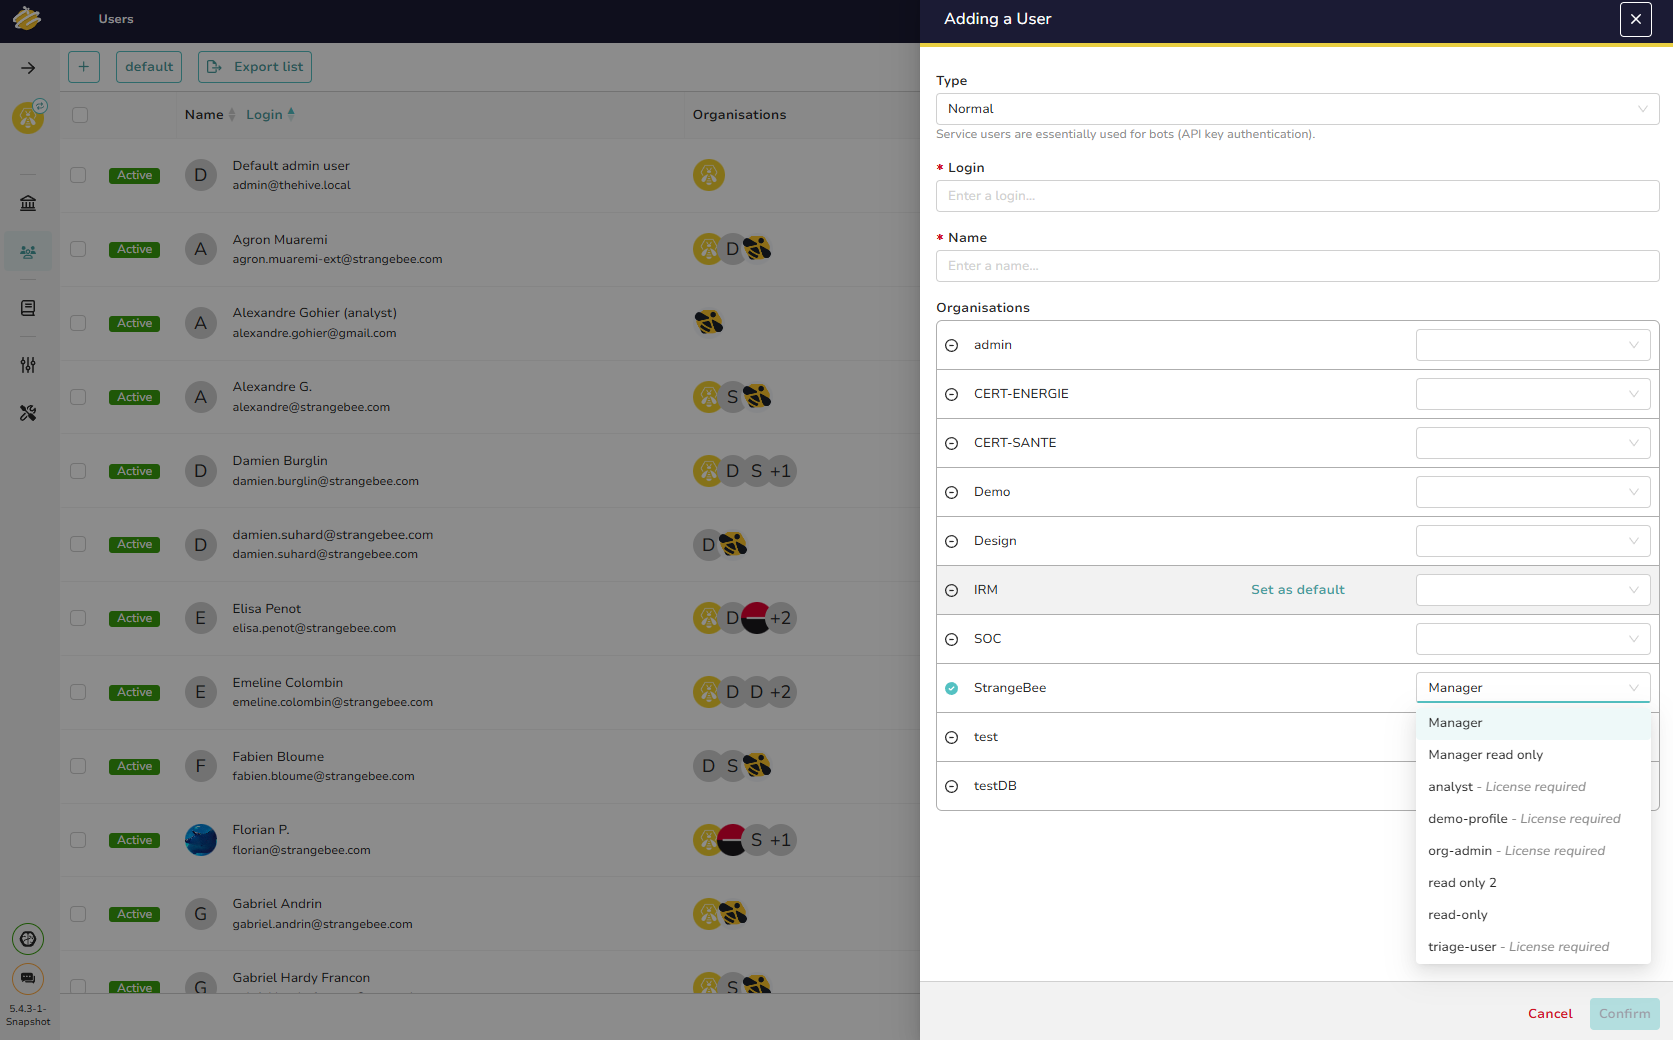 Users
default
Export list
Name
Login
Organisations
Active
D
Default admin user
admin@thehive.local
Active
A
Agron Muaremi
agron.muaremi-ext@strangebee.com
D
Active
A
Alexandre Gohier (analyst)
alexandre.gohier@gmail.com
Active
A
Alexandre G.
alexandre@strangebee.com
S
Active
D
Damien Burglin
damien.burglin@strangebee.com
D S +1
Active
D
damien.suhard@strangebee.com
damien.suhard@strangebee.com
D
Active
E
Elisa Penot
elisa.penot@strangebee.com
D +2
Active
E
Emeline Colombin
emeline.colombin@strangebee.com
D D +2
Active
F
Fabien Bloume
fabien.bloume@strangebee.com
D S
Active
Florian P.
florian@strangebee.com
S +1
Active
G
Gabriel Andrin
gabriel.andrin@strangebee.com
Active
G
Gabriel Hardy Francon
S
5.4.3-1-
Snapshot
Adding a User
Type
Normal
Service users are essentially used for bots (API key authentication).
* Login
Enter a login...
* Name
Enter a name...
Organisations
admin
CERT-ENERGIE
CERT-SANTE
Demo
Design
IRM
Set as default
SOC
StrangeBee
Manager
test
testDB
Manager
Manager read only
analyst - License required
demo-profile - License required
org-admin - License required
read only 2
read-only
triage-user - License required
Cancel
Confirm